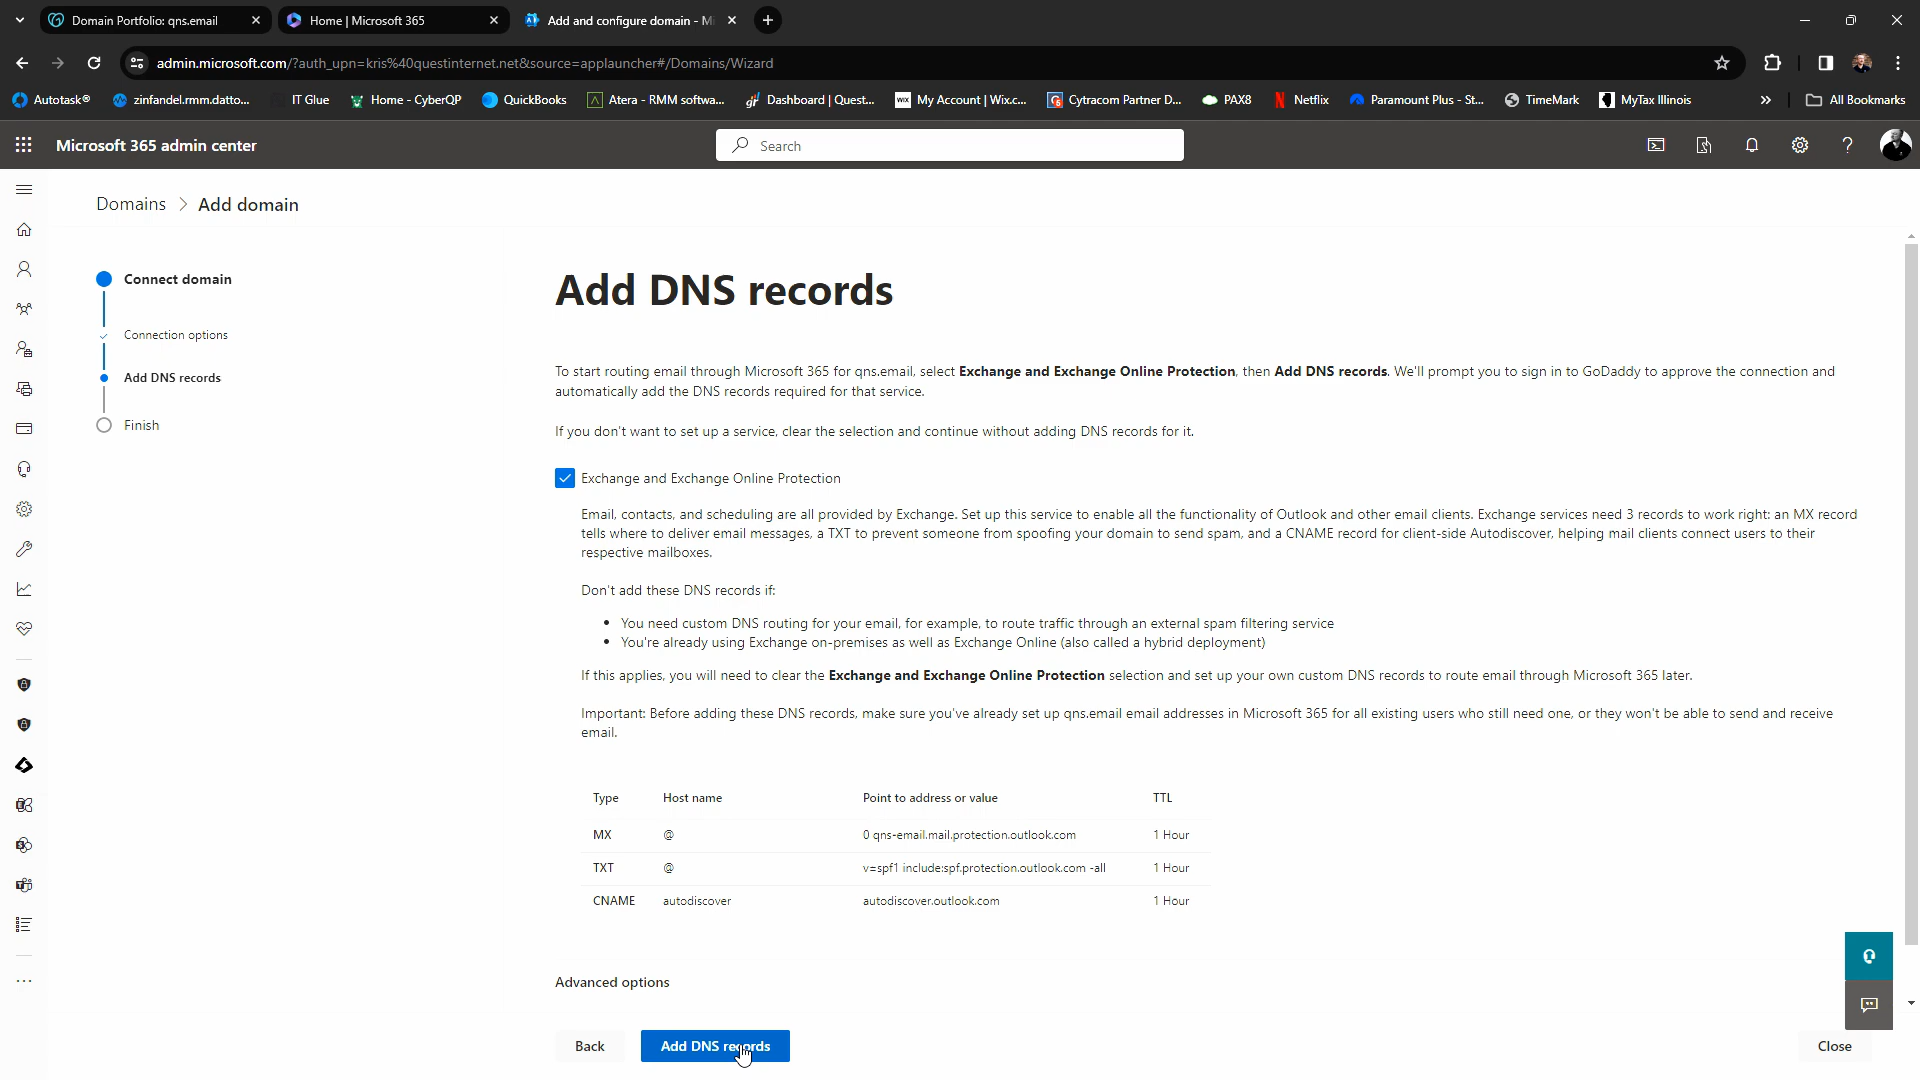 Domain Portfolio: qns.email
Home | Microsoft 365
Add and configure domain - Mi
admin.microsoft.com/?auth_upn=kris%40questinternet.net&source=applauncher#/Domains/Wizard
Autotask®
zinfandel.rmm.datto...
IT Glue
Home - CyberQP
QuickBooks
Atera - RMM softwa...
Dashboard | Quest...
My Account | Wix.c...
Cytracom Partner D...
PAX8
Netflix
Paramount Plus - St...
TimeMark
MyTax Illinois
All Bookmarks
Microsoft 365 admin center
Search
Domains > Add domain
Connect domain
Connection options
Add DNS records
Finish
Add DNS records
To start routing email through Microsoft 365 for qns.email, select Exchange and Exchange Online Protection, then Add DNS records. We'll prompt you to sign in to GoDaddy to approve the connection and
automatically add the DNS records required for that service.
If you don't want to set up a service, clear the selection and continue without adding DNS records for it.
Exchange and Exchange Online Protection
Email, contacts, and scheduling are all provided by Exchange. Set up this service to enable all the functionality of Outlook and other email clients. Exchange services need 3 records to work right: an MX record
tells where to deliver email messages, a TXT to prevent someone from spoofing your domain to send spam, and a CNAME record for client-side Autodiscover, helping mail clients connect users to their
respective mailboxes.
Don't add these DNS records if:
• You need custom DNS routing for your email, for example, to route traffic through an external spam filtering service
• You're already using Exchange on-premises as well as Exchange Online (also called a hybrid deployment)
If this applies, you will need to clear the Exchange and Exchange Online Protection selection and set up your own custom DNS records to route email through Microsoft 365 later.
Important: Before adding these DNS records, make sure you've already set up qns.email email addresses in Microsoft 365 for all existing users who still need one, or they won't be able to send and receive
email.
Type Host name Point to address or value TTL
MX @ 0 qns-email.mail.protection.outlook.com 1 Hour
TXT @ v=spf1 include:spf.protection.outlook.com -all 1 Hour
CNAME autodiscover autodiscover.outlook.com 1 Hour
Advanced options
Back
Add DNS records
Close